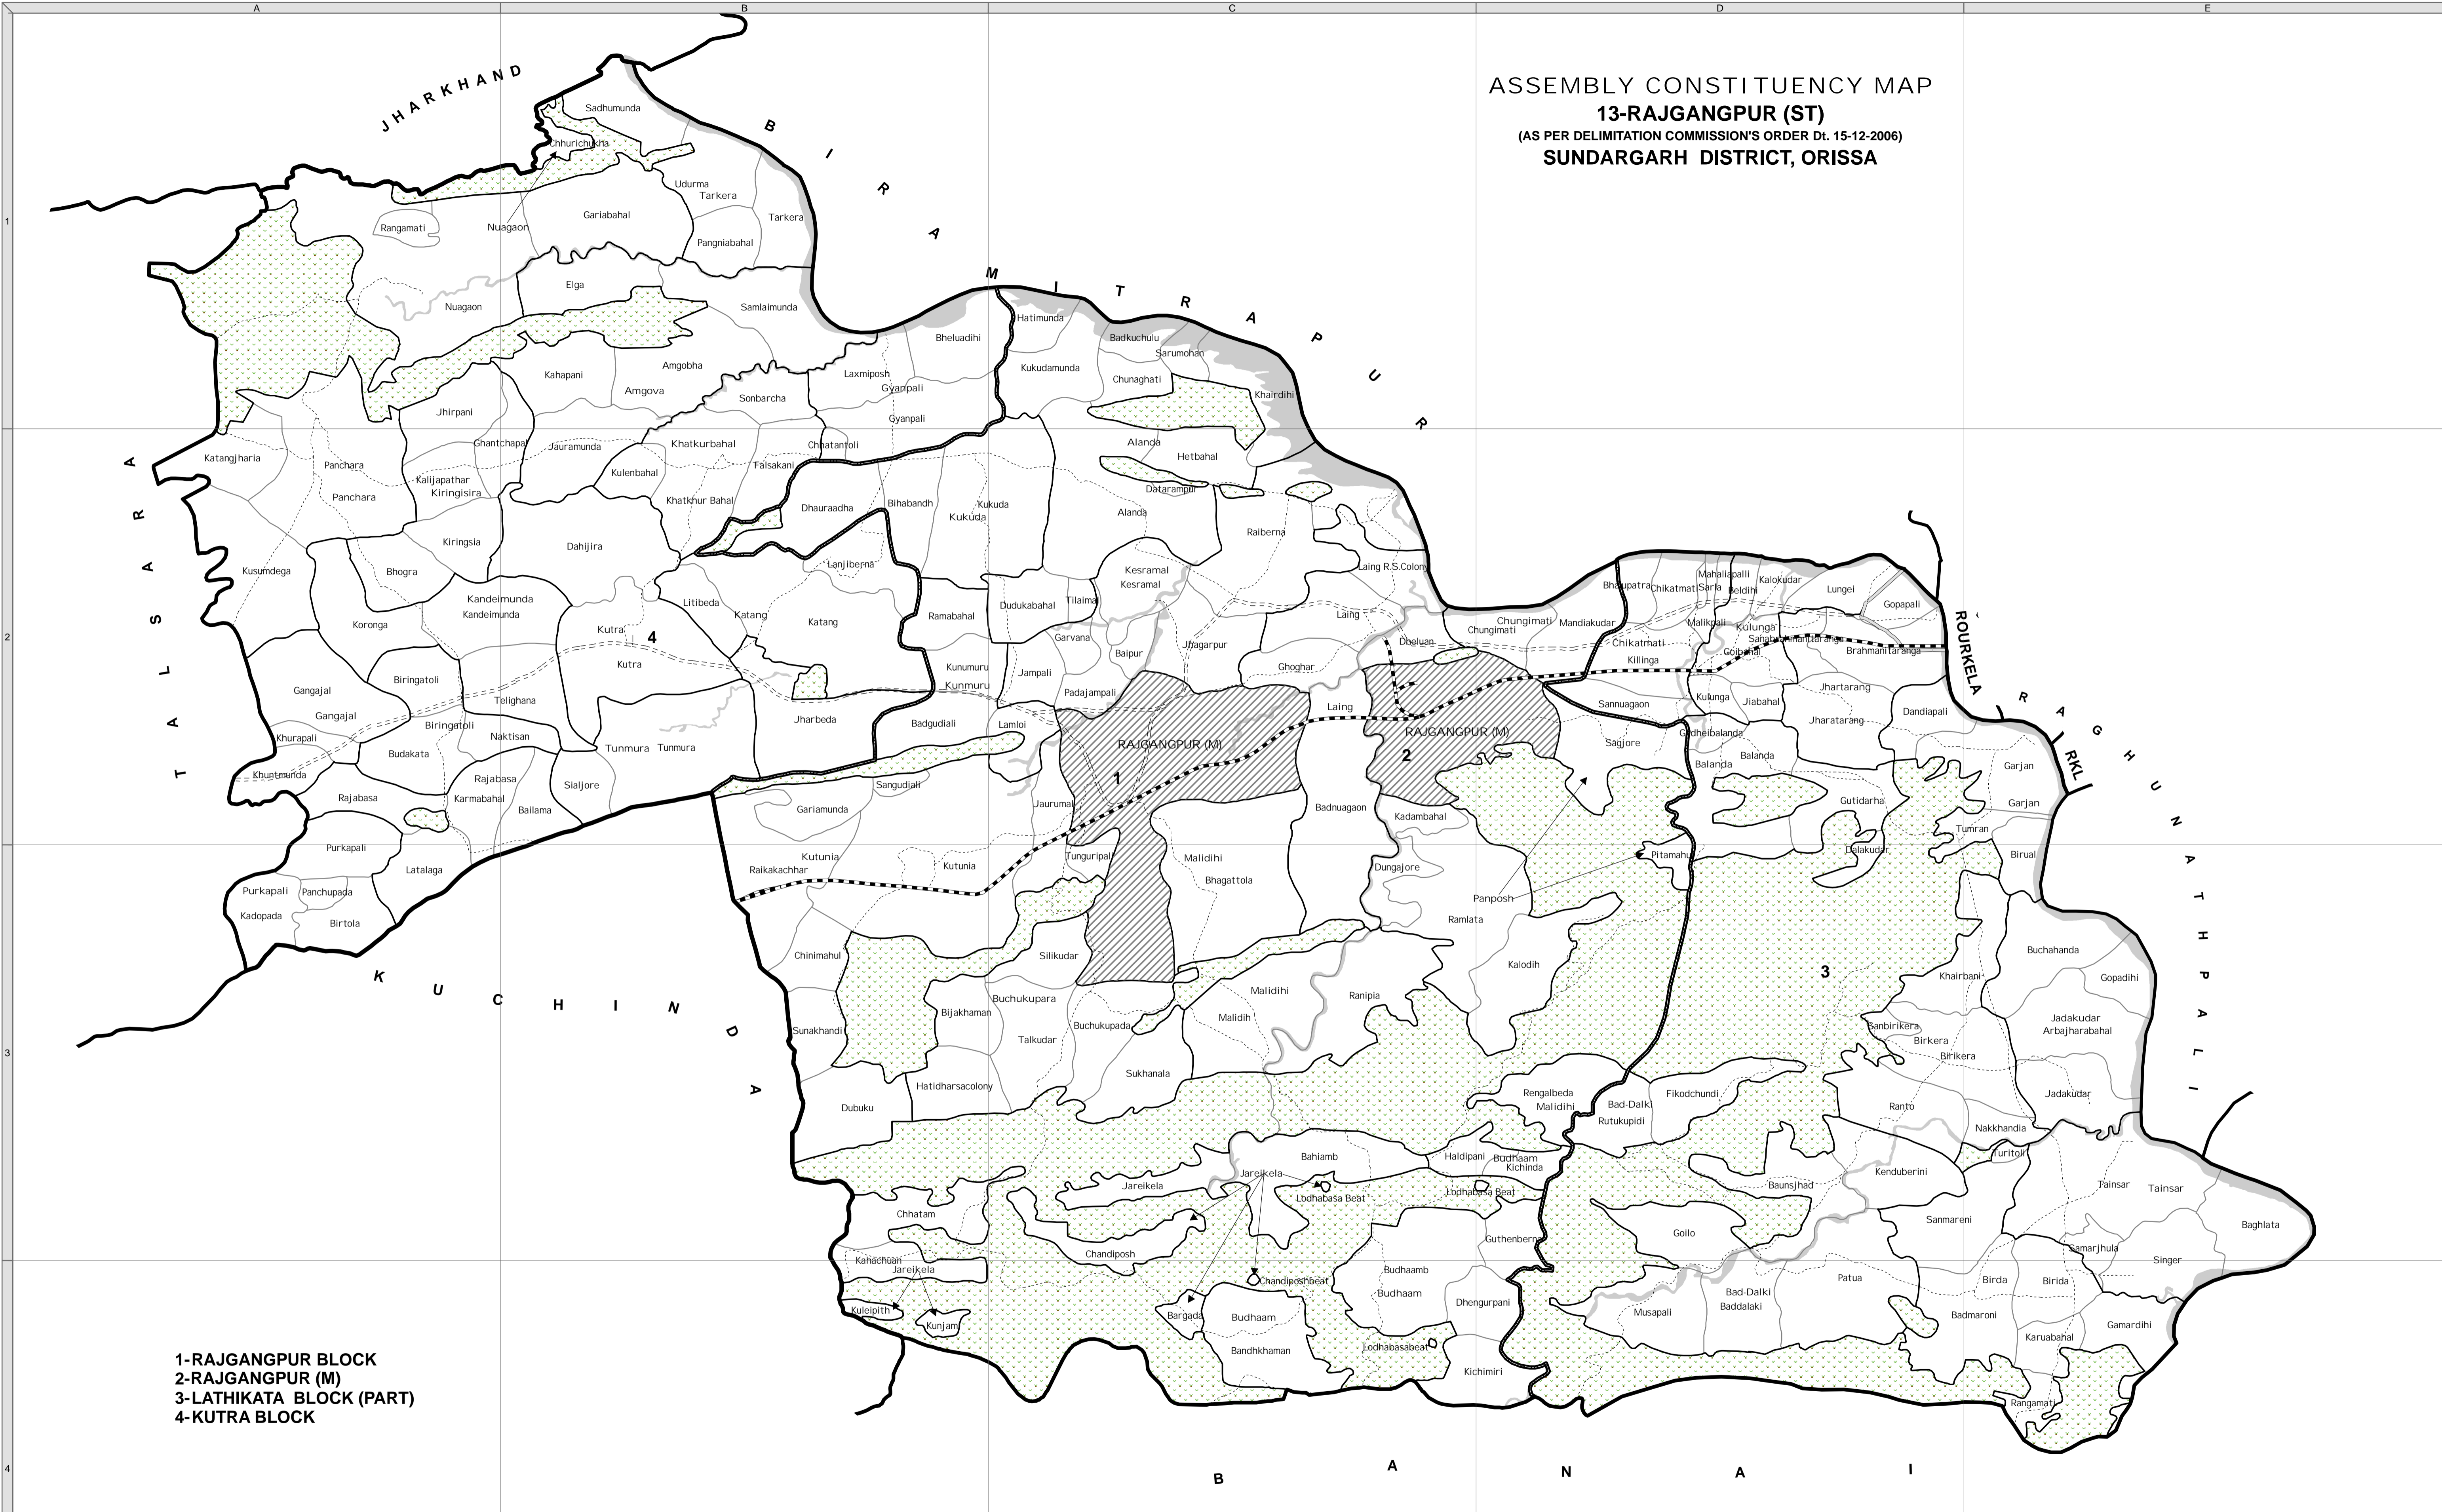 A B C D E
ASSEMBLY CONSTITUENCY MAP
13-RAJGANGPUR (ST)
(AS PER DELIMITATION COMMISSION'S ORDER Dt. 15-12-2006)
SUNDARGARH DISTRICT, ORISSA
JHARKHAND
BIRAMITRAPUR
TALSARA
KUCHINDA
BANAI
RAGHUNATHPALI
ROURKELA
RKL
1
2
3
4
Sadhumunda
Chhurichukha
Udurma
Tarkera
Gariabahal
Tarkera
Rangamati
Nuagaon
Pangniabahal
Elga
Nuagaon
Samlaimunda
Hatimunda
Bheluadihi
Badkuchulu
Sarumohan
Amgobha
Kukudamunda
Kahapani
Laxmiposh
Chunaghati
Gyanpali
Amgova
Sonbarcha
Khairdihi
Jhirpani
Gyanpali
Ghantchapal
Jauramunda
Khatkurbahal
Chhatantoli
Alanda
Katangjharia
Panchara
Falsakani
Hetbahal
Kulenbahal
Kalijapathar
Kiringisira
Datarampur
Panchara
Khatkhur Bahal
Dhauraadha
Bihabandh
Kukuda
Kukuda
Alanda
Raiberna
Kiringsia
Dahijira
Kusumdega
Bhogra
Lanjiberna
Kesramal
Kesramal
Laing R.S.Colony
Mahaliapalli
Kalokudar
Bhaupatra
Chikatmati
Sarla
Beldihi
Lungei
Gopapali
Kandeimunda
Kandeimunda
Litibeda
Katang
Katang
Ramabahal
Dudukabahal
Tilaimal
Laing
Koronga
Kutra
4
Garvana
Chungimati
Chungimati
Mandiakudar
Malikpali
Kulunga
Sanabrahmanitaranga
Jhagarpur
Baipur
Deeluan
Chikatmati
Goibahal
Brahmanitaranga
Kutra
Kunumuru
Jampali
Ghoghar
Killinga
Biringatoli
Kunmuru
Gangajal
Padajampali
Jhartarang
Telighana
Kulunga
Jiabahal
Sannuagaon
Laing
Dandiapali
Gangajal
Biringatoli
Jharbeda
Badgudiali
Lamloi
Jharatarang
Khurapali
Naktisan
Gadheibalanda
RAJGANGPUR (M)
RAJGANGPUR (M)
Sagjore
Tunmura
Tunmura
Budakata
2
Balanda
Balanda
Garjan
Khuntmunda
Rajabasa
1
Sialjore
Sangudiali
Rajabasa
Karmabahal
Bailama
Gariamunda
Jaurumal
Badnuagaon
Gutidarha
Garjan
Kadambahal
Tumran
Purkapali
Dalakudar
Kutunia
Tunguripali
Malidihi
Pitamahul
Birual
Latalaga
Raikakachhar
Kutunia
Dungajore
Bhagattola
Purkapali
Panchupada
Panposh
Kadopada
Birtola
Ramlata
Chinimahul
Silikudar
Kalodih
Buchahanda
3
Khairbani
Gopadihi
Malidihi
Ranipia
Buchukupara
Bijakhaman
Malidih
Jadakudar
Arbajharabahal
Sunakhandi
Buchukupada
Sanbirikera
Talkudar
Birkera
Birikera
Sukhanala
Hatidharsacolony
Rengalbeda
Fikodchundi
Jadakudar
Dubuku
Malidihi
Bad-Dalki
Ranto
Rutukupidi
Nakkhandia
Bahiamb
Haldipani
Budhaam
Kichinda
Turitoli
Jareikela
Kenduberini
Jareikela
Baunsjhad
Tainsar
Tainsar
Lodhabasa Beat
Lodhabasa Beat
Chhatam
Sanmareni
Baghlata
Goilo
Guthenberna
Chandiposh
Samarjhula
Kahachuan
Singer
Jareikela
Budhaamb
Chandiposhbeat
Patua
Birda
Birida
Budhaam
Bad-Dalki
Baddalaki
Dhengurpani
Kuleipith
Musapali
Bargada
Budhaam
Badmaroni
Kunjam
Gamardihi
Karuabahal
Lodhabasabeat
Bandhkhaman
Kichimiri
Rangamati
1-RAJGANGPUR BLOCK
2-RAJGANGPUR (M)
3-LATHIKATA BLOCK (PART)
4-KUTRA BLOCK